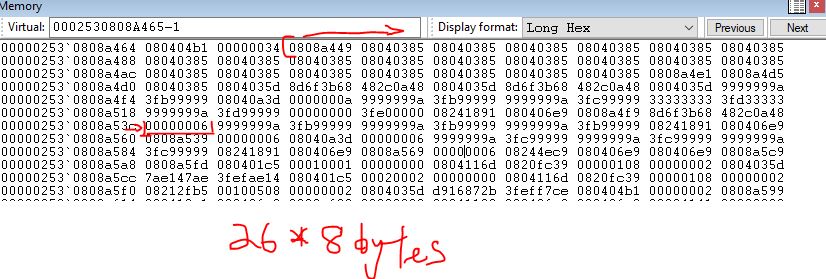 Memory
Virtual: 0002530808A465-1 Display format: Long Hex Previous Next
00000253`0808a464 080404b1 00000034 0808a449 08040385 08040385 08040385 08040385 08040385 08040385
00000253`0808a488 08040385 08040385 08040385 08040385 08040385 08040385 08040385 08040385 08040385
00000253`0808a4ac 08040385 08040385 08040385 08040385 08040385 08040385 08040385 0808a4e1 0808a4d5
00000253`0808a4d0 08040385 08040385 0804035d 8d6f3b68 482c0a48 0804035d 8d6f3b68 482c0a48 0804035d
00000253`0808a4f4 3fb99999 08040a3d 0000000a 9999999a 3fb99999 9999999a 3fc99999 33333333 3fd33333
00000253`0808a518 9999999a 3fd99999 00000000 3fe00000 08241891 080406e9 0808a4f9 8d6f3b68 482c0a48
00000253`0808a53c 00000006 9999999a 3fb99999 9999999a 3fb99999 9999999a 3fb99999 08241891 080406e9
00000253`0808a560 0808a539 00000006 08040a3d 00000006 9999999a 3fc99999 9999999a 3fc99999 9999999a
00000253`0808a584 3fc99999 08241891 080406e9 0808a569 00000006 08244ec9 080406e9 080406e9 0808a5c9
00000253`0808a5a8 0808a5fd 080401c5 00010001 00000000 0804116d 0820fc39 00000108 00000002 0804035d
00000253`0808a5cc 7ae147ae 3fefae14 080401c5 00020002 00000000 0804116d 0820fc39 00000108 00000002
00000253`0808a5f0 08212fb5 00100508 00000002 0804035d d916872b 3feff7ce 080404b1 00000002 0808a599
26 * 8 bytes